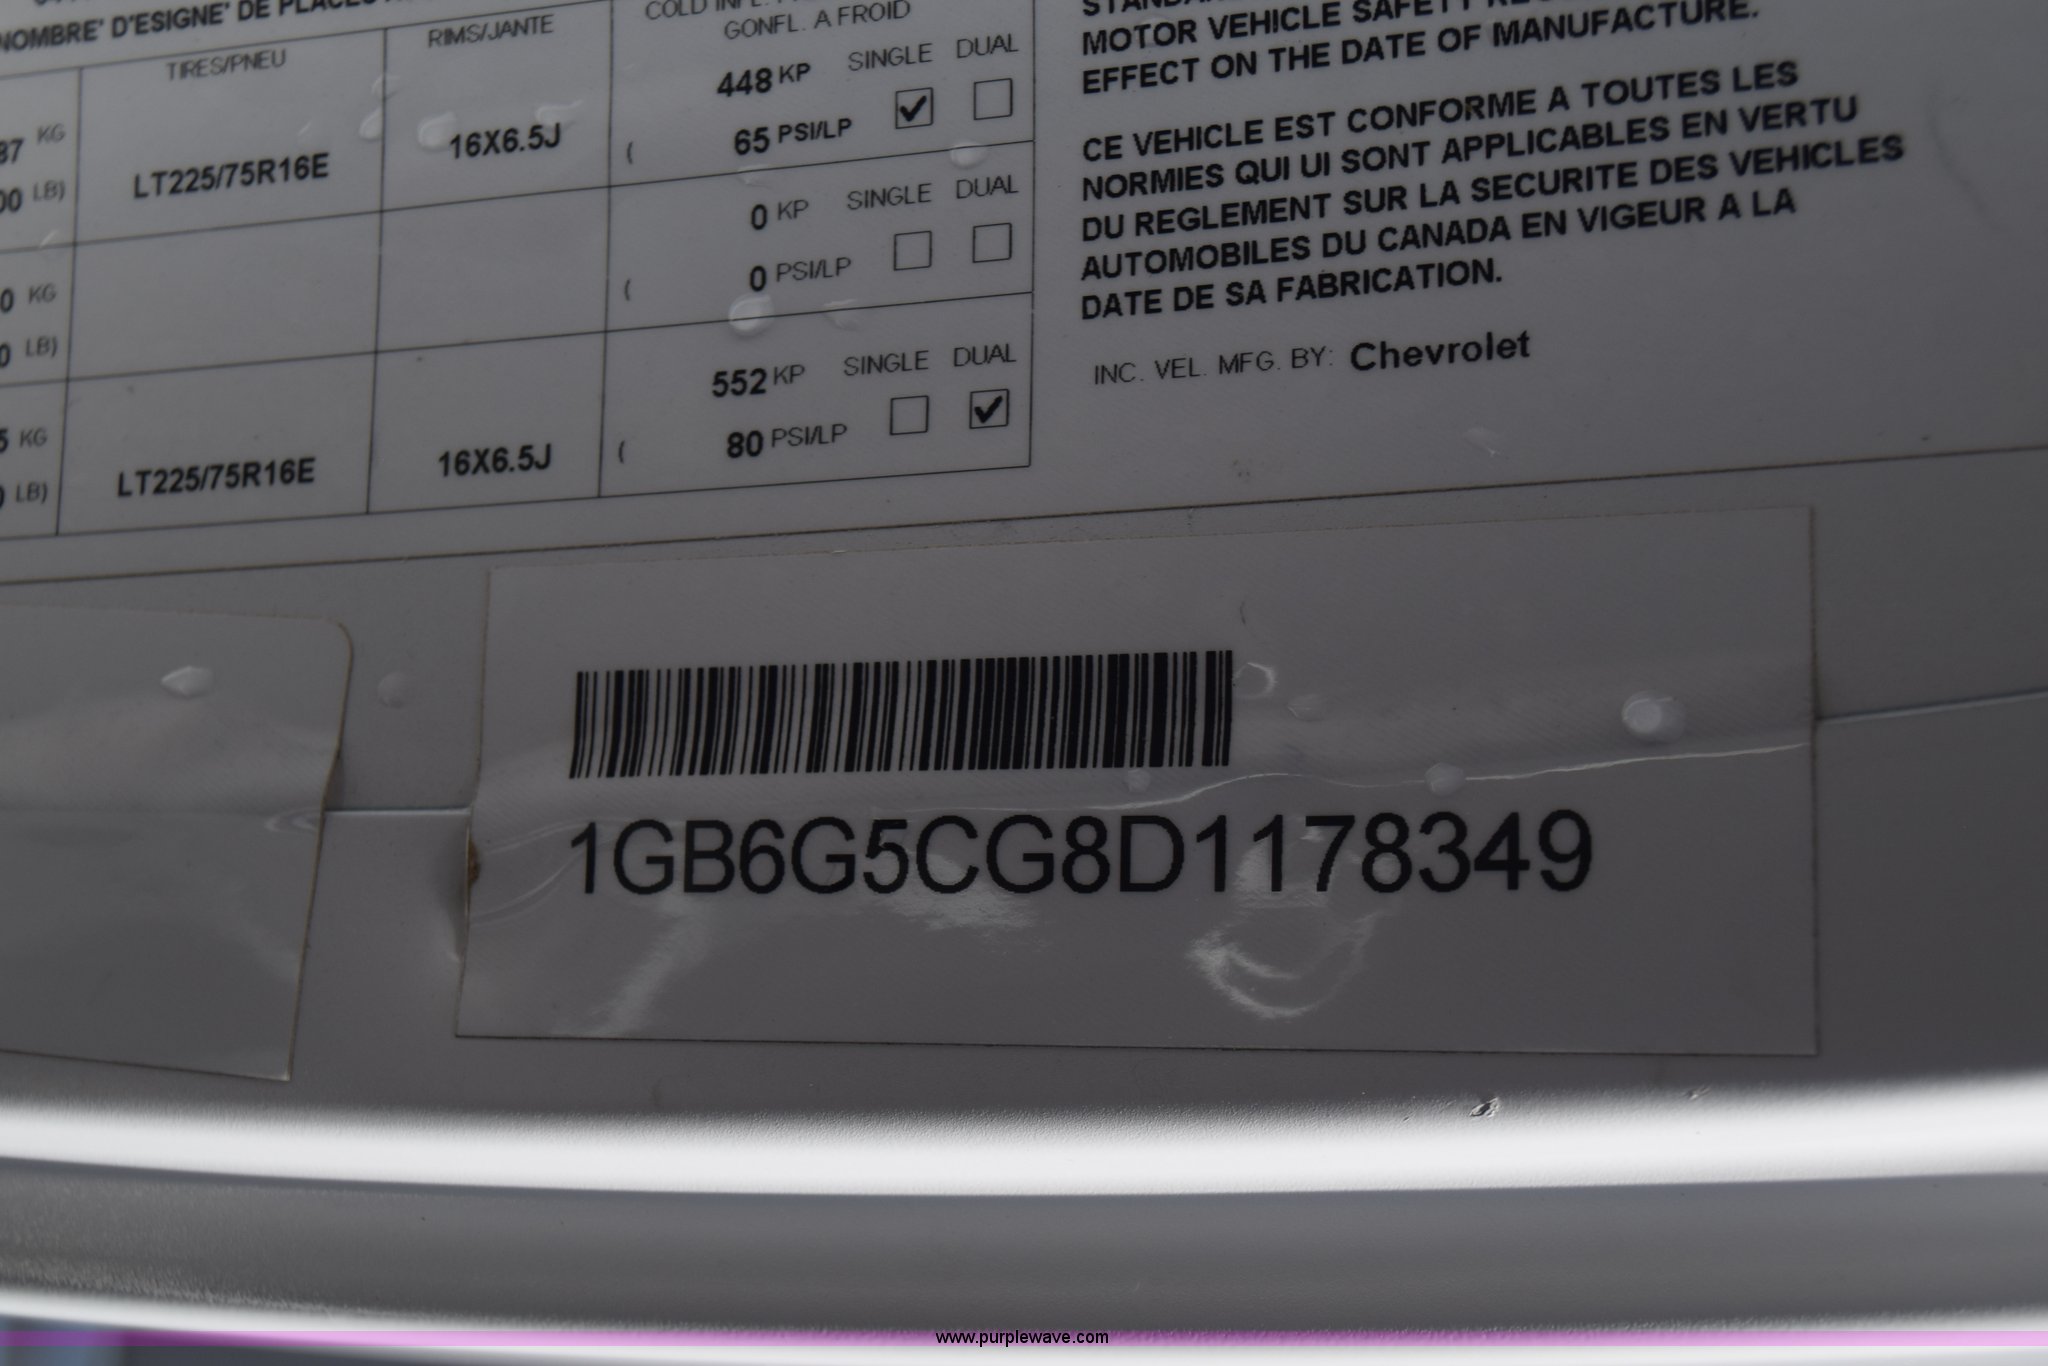 NOMBRE' D'ESIGNE' DE PLACES
TIRES/PNEU
RIMS/JANTE
COLD INFL.
GONFL. A FROID
87 KG
00 LB)
LT225/75R16E
16X6.5J
448 KP SINGLE DUAL
( 65 PSI/LP
0 KG
0 LB)
0 KP SINGLE DUAL
( 0 PSI/LP
5 KG
LB)
LT225/75R16E
16X6.5J
552 KP SINGLE DUAL
( 80 PSI/LP
MOTOR VEHICLE SAFETY
EFFECT ON THE DATE OF MANUFACTURE.
CE VEHICLE EST CONFORME A TOUTES LES
NORMIES QUI UI SONT APPLICABLES EN VERTU
DU REGLEMENT SUR LA SECURITE DES VEHICLES
AUTOMOBILES DU CANADA EN VIGEUR A LA
DATE DE SA FABRICATION.
INC. VEL. MFG. BY: Chevrolet
1GB6G5CG8D1178349
www.purplewave.com